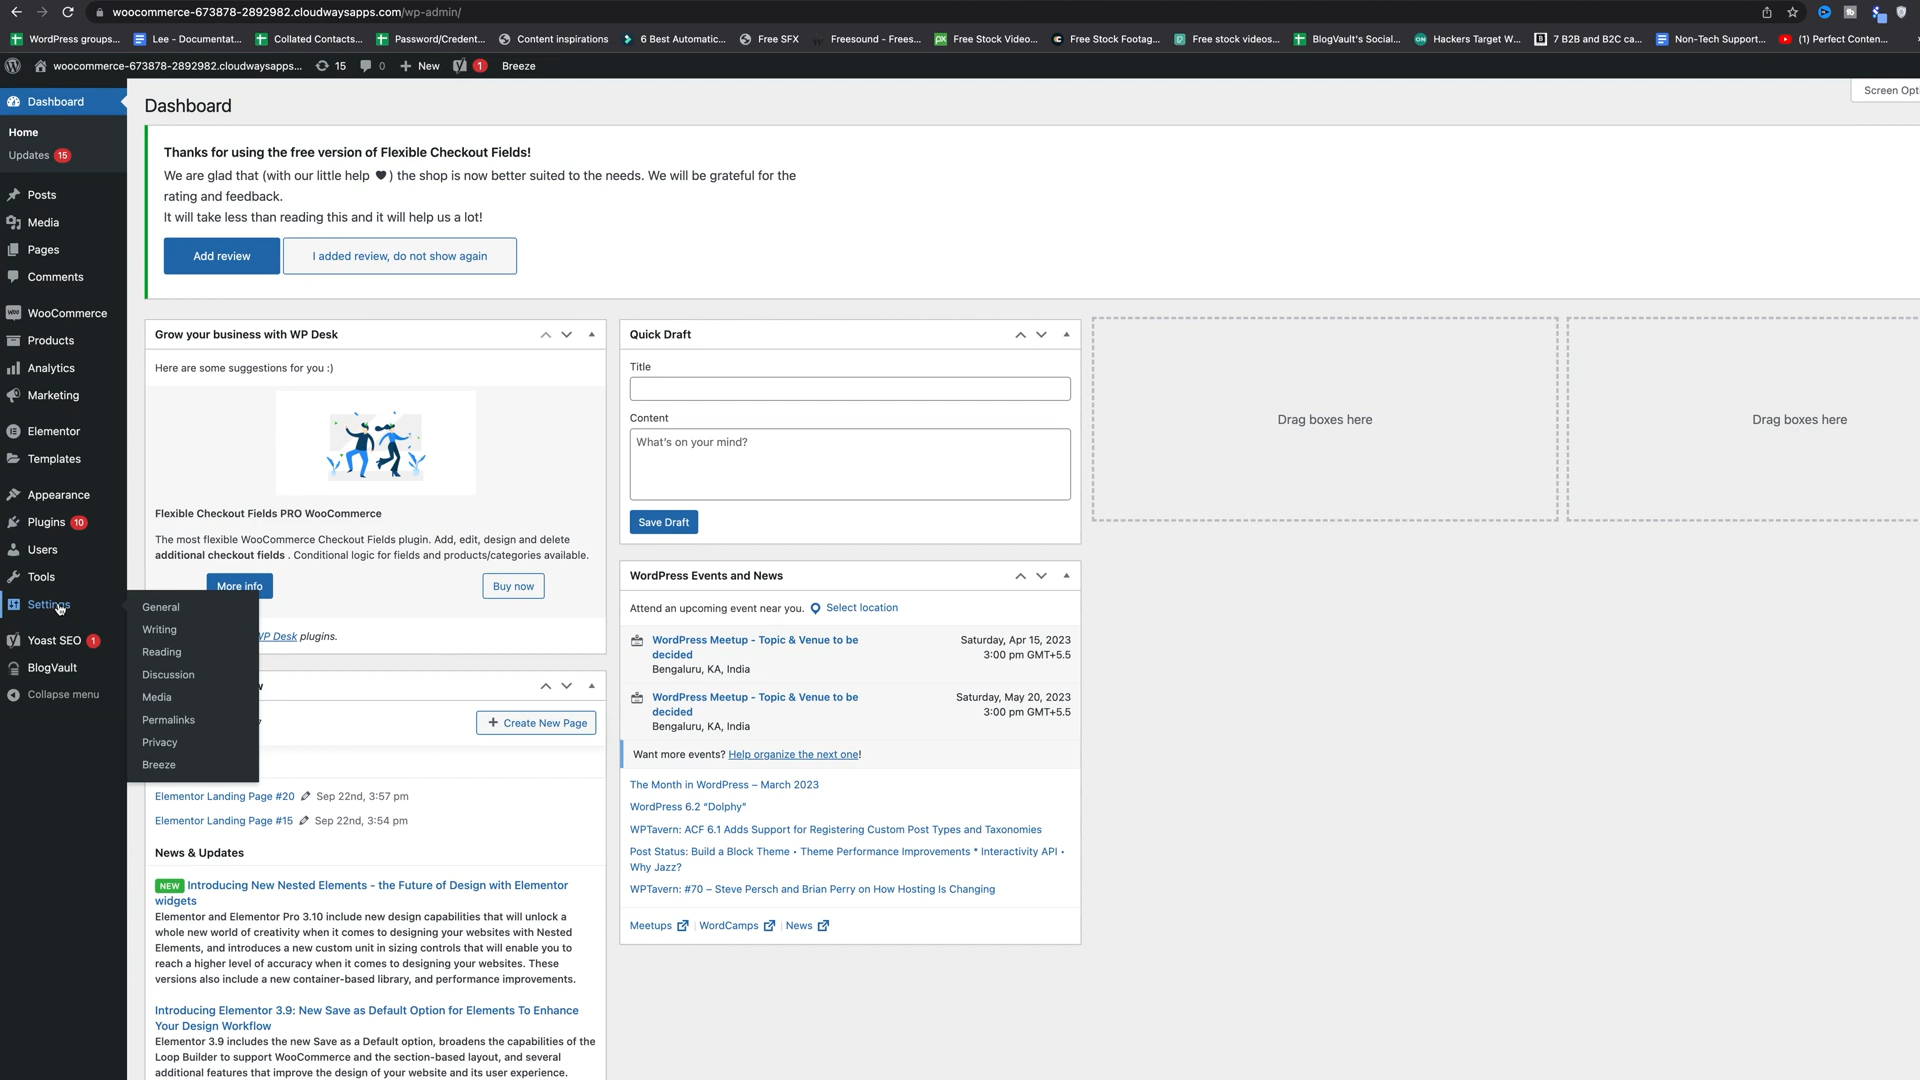 woocommerce-673878-2892982.cloudwaysapps.com/wp-admin/
WordPress groups... Lee - Documentat... Collated Contacts... Password/Credent... Content inspirations 6 Best Automatic... Free SFX Freesound - Frees... Free Stock Video... Free Stock Footag... Free stock videos... BlogVault's Social... Hackers Target W... 7 B2B and B2C ca... Non-Tech Support... (1) Perfect Conten...
woocommerce-673878-2892982.cloudwaysapps... 15 0 New 1 Breeze
Screen Opt
Dashboard
Home
Updates 15
Posts
Media
Pages
Comments
WooCommerce
Products
Analytics
Marketing
Elementor
Templates
Appearance
Plugins 10
Users
Tools
Settings
Yoast SEO 1
BlogVault
Collapse menu
General
Writing
Reading
Discussion
Media
Permalinks
Privacy
Breeze
Dashboard
Thanks for using the free version of Flexible Checkout Fields!
We are glad that (with our little help ♥) the shop is now better suited to the needs. We will be grateful for the
rating and feedback.
It will take less than reading this and it will help us a lot!
Add review
I added review, do not show again
Grow your business with WP Desk
Here are some suggestions for you :)
Flexible Checkout Fields PRO WooCommerce
The most flexible WooCommerce Checkout Fields plugin. Add, edit, design and delete
additional checkout fields . Conditional logic for fields and products/categories available.
More info
Buy now
WP Desk plugins.
Create New Page
Elementor Landing Page #20 Sep 22nd, 3:57 pm
Elementor Landing Page #15 Sep 22nd, 3:54 pm
News & Updates
NEW Introducing New Nested Elements - the Future of Design with Elementor
widgets
Elementor and Elementor Pro 3.10 include new design capabilities that will unlock a
whole new world of creativity when it comes to designing your websites with Nested
Elements, and introduces a new custom unit in sizing controls that will enable you to
reach a higher level of accuracy when it comes to designing your websites. These
versions also include a new container-based library, and performance improvements.
Introducing Elementor 3.9: New Save as Default Option for Elements To Enhance
Your Design Workflow
Elementor 3.9 includes the new Save as a Default option, broadens the capabilities of the
Loop Builder to support WooCommerce and the section-based layout, and several
additional features that improve the design of your website and its user experience.
Quick Draft
Title
Content
What's on your mind?
Save Draft
WordPress Events and News
Attend an upcoming event near you. Select location
WordPress Meetup - Topic & Venue to be
decided
Bengaluru, KA, India
Saturday, Apr 15, 2023
3:00 pm GMT+5.5
WordPress Meetup - Topic & Venue to be
decided
Bengaluru, KA, India
Saturday, May 20, 2023
3:00 pm GMT+5.5
Want more events? Help organize the next one!
The Month in WordPress – March 2023
WordPress 6.2 “Dolphy”
WPTavern: ACF 6.1 Adds Support for Registering Custom Post Types and Taxonomies
Post Status: Build a Block Theme • Theme Performance Improvements * Interactivity API •
Why Jazz?
WPTavern: #70 – Steve Persch and Brian Perry on How Hosting Is Changing
Meetups | WordCamps | News
Drag boxes here
Drag boxes here